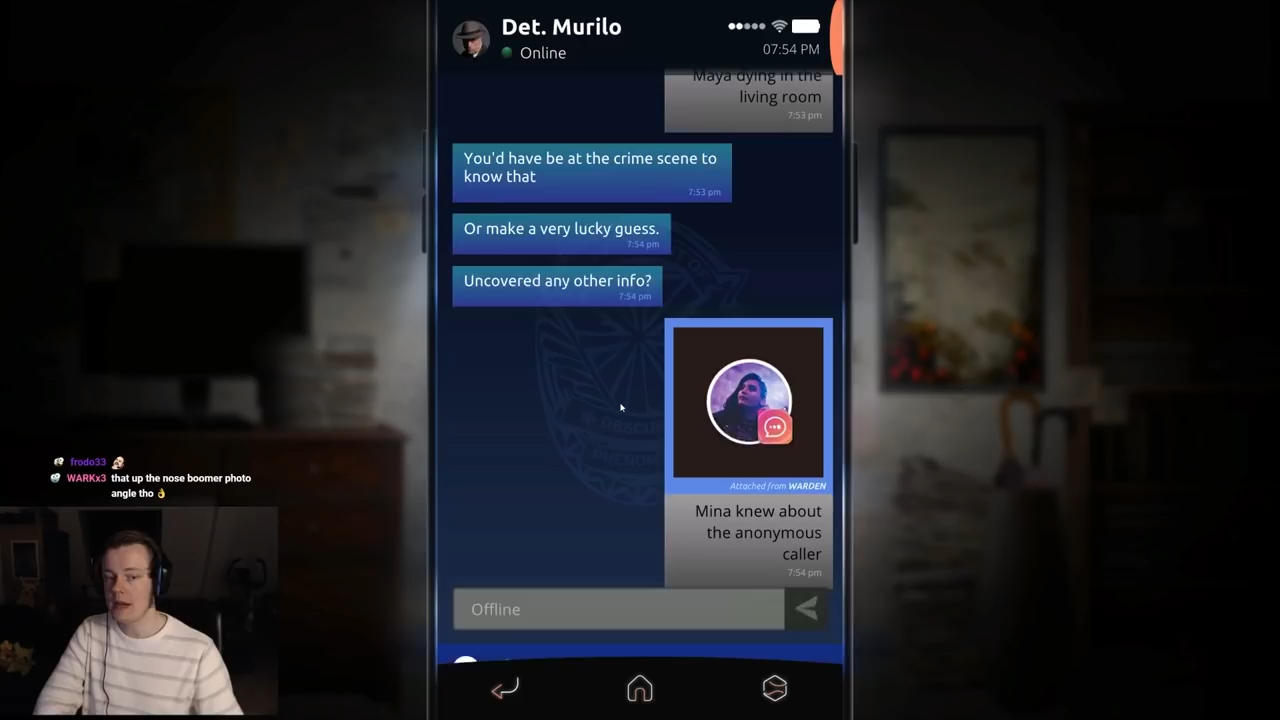 Det. Murilo
Online
07:54 PM
Maya dying in the
living room
7:53 pm
You'd have be at the crime scene to
know that
7:53 pm
Or make a very lucky guess.
7:54 pm
Uncovered any other info?
7:54 pm
Attached from WARDEN
Mina knew about
the anonymous
caller
7:54 pm
Offline
frodo33
WARKx3 that up the nose boomer photo
angle tho 👌